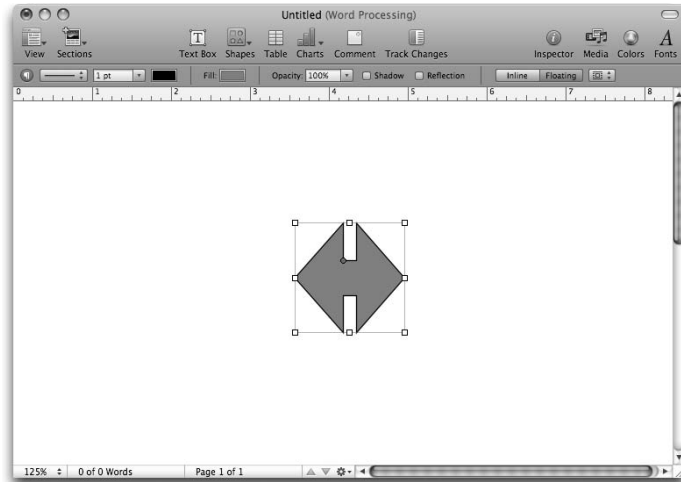 Untitled (Word Processing)
View Sections Text Box Shapes Table Charts Comment Track Changes Inspector Media Colors Fonts
1 pt Fill: Opacity: 100% Shadow Reflection Inline Floating
0 1 2 3 4 5 6 7 8
125% 0 of 0 Words Page 1 of 1